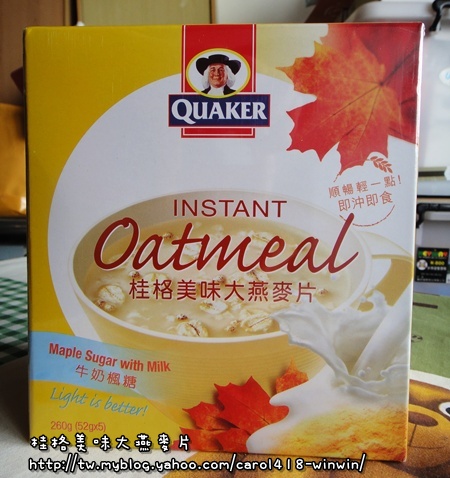 QUAKER
順暢輕一點!
即沖即食
INSTANT
Oatmeal
桂格美味大燕麥片
Maple Sugar with Milk
牛奶楓糖
Light is better!
260g (52gx5)
桂格美味大燕麥片
http://tw.myblog.yahoo.com/carol418-winwin/